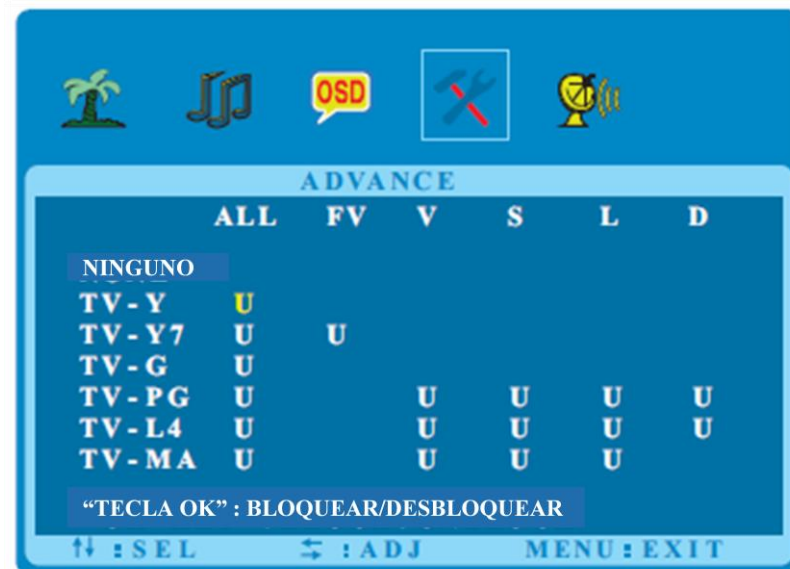 OSD
ADVANCE
ALL FV V S L D
NINGUNO
TV-Y U
TV-Y7 U U
TV-G U
TV-PG U U U U U
TV-L4 U U U U U
TV-MA U U U U
“TECLA OK” : BLOQUEAR/DESBLOQUEAR
↑↓ :SEL ⇆ :ADJ MENU:EXIT